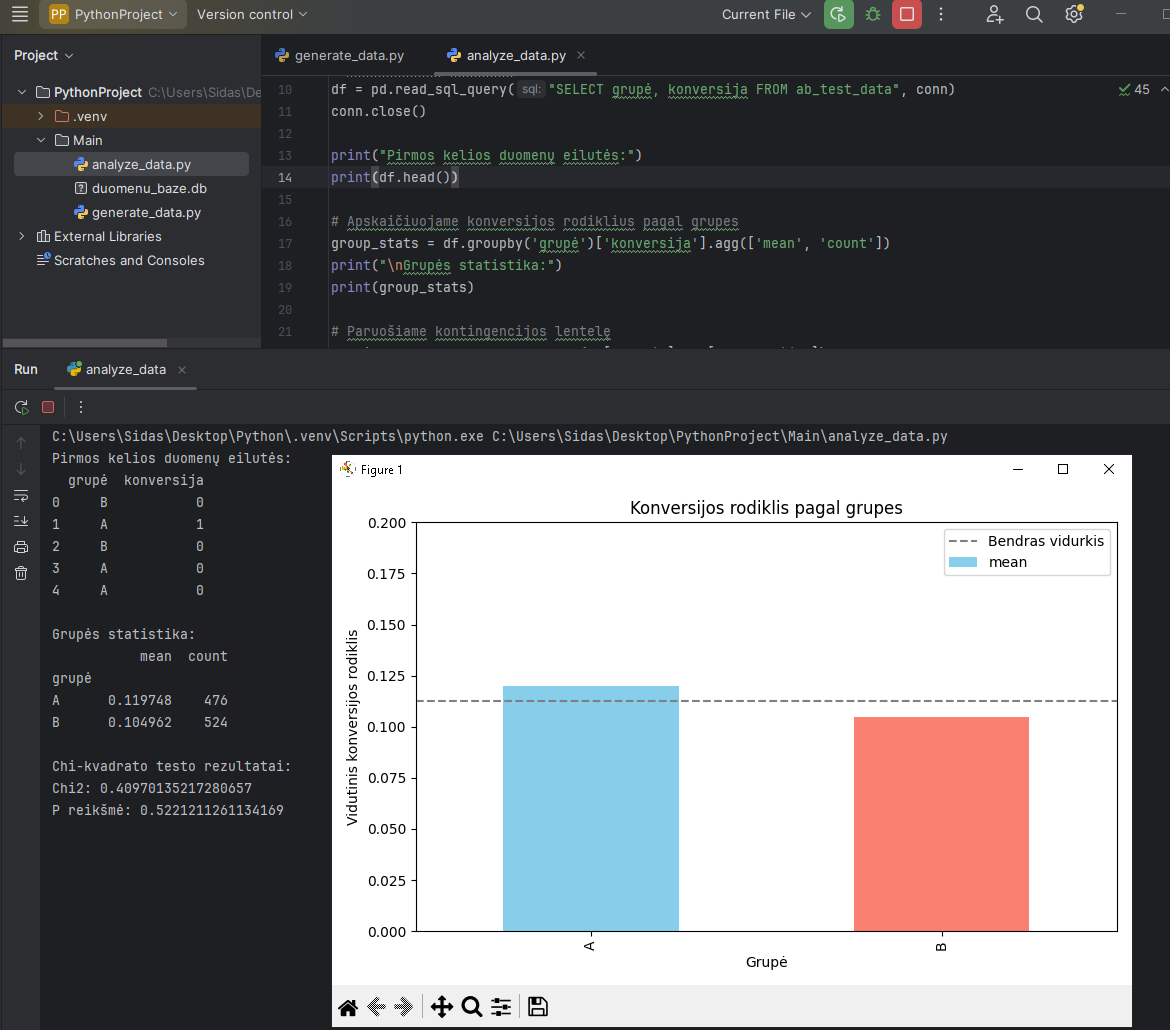 PP PythonProject Version control Current File
Project
generate_data.py analyze_data.py
PythonProject C:\Users\Sidas\De
.venv
Main
analyze_data.py
duomenu_baze.db
generate_data.py
External Libraries
Scratches and Consoles
45
10 df = pd.read_sql_query( sql: "SELECT grupė, konversija FROM ab_test_data", conn)
11 conn.close()
12
13 print("Pirmos kelios duomenų eilutės:")
14 print(df.head())
15
16 # Apskaičiuojame konversijos rodiklius pagal grupes
17 group_stats = df.groupby('grupė')['konversija'].agg(['mean', 'count'])
18 print("\nGrupės statistika:")
19 print(group_stats)
20
21 # Paruošiame kontingencijos lentelę
Run analyze_data
C:\Users\Sidas\Desktop\Python\.venv\Scripts\python.exe C:\Users\Sidas\Desktop\PythonProject\Main\analyze_data.py
Pirmos kelios duomenų eilutės:
grupė konversija
0 B 0
1 A 1
2 B 0
3 A 0
4 A 0
Grupės statistika:
mean count
grupė
A 0.119748 476
B 0.104962 524
Chi-kvadrato testo rezultatai:
Chi2: 0.40970135217280657
P reikšmė: 0.5221211261134169
Figure 1
Konversijos rodiklis pagal grupes
Bendras vidurkis
mean
Vidutinis konversijos rodiklis
0.200
0.175
0.150
0.125
0.100
0.075
0.050
0.025
0.000
A
B
Grupė